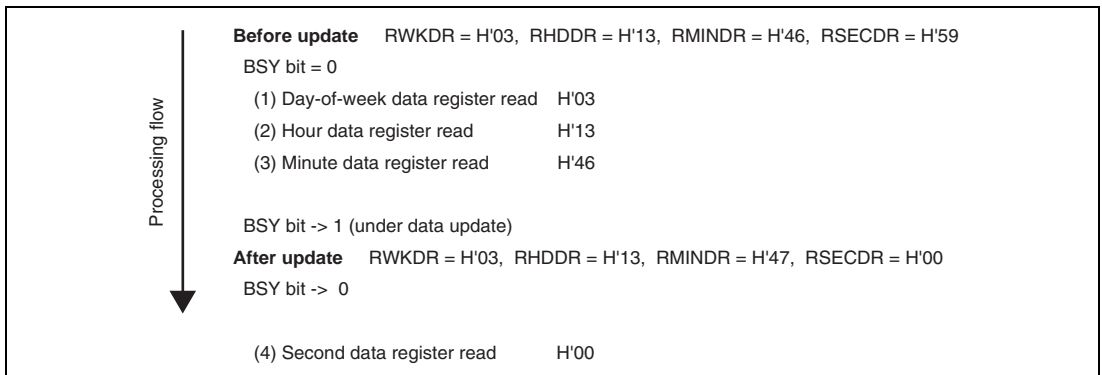 Processing flow
Before update RWKDR = H'03, RHDDR = H'13, RMINDR = H'46, RSECDR = H'59
BSY bit = 0
(1) Day-of-week data register read H'03
(2) Hour data register read H'13
(3) Minute data register read H'46
BSY bit -> 1 (under data update)
After update RWKDR = H'03, RHDDR = H'13, RMINDR = H'47, RSECDR = H'00
BSY bit -> 0
(4) Second data register read H'00